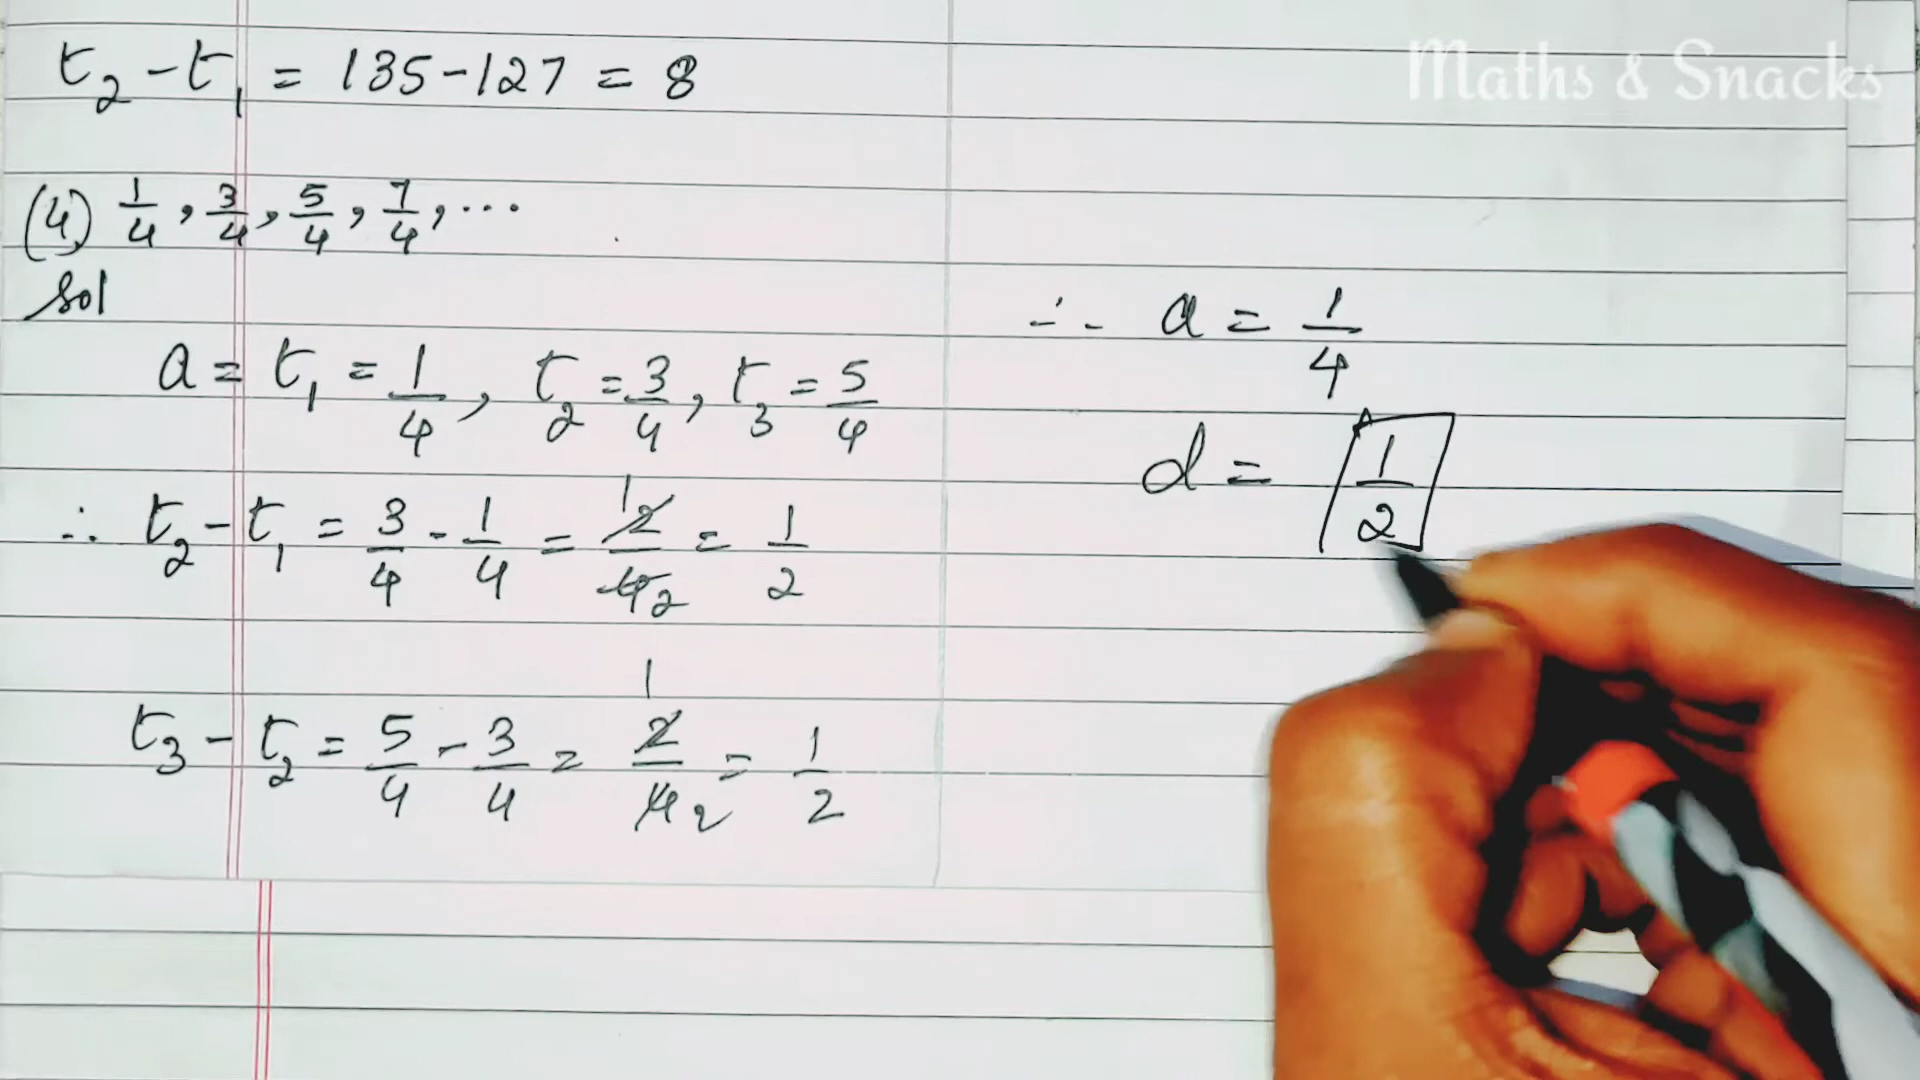 t₂ - t₁ = 135 - 127 = 8
Maths & Snacks
(4) 1/4, 3/4, 5/4, 7/4, ...
Sol
a = t₁ = 1/4, t₂ = 3/4, t₃ = 5/4
∴ t₂ - t₁ = 3/4 - 1/4 = 2/4 = 1/2
t₃ - t₂ = 5/4 - 3/4 = 2/4 = 1/2
∴ a = 1/4
d = 1/2